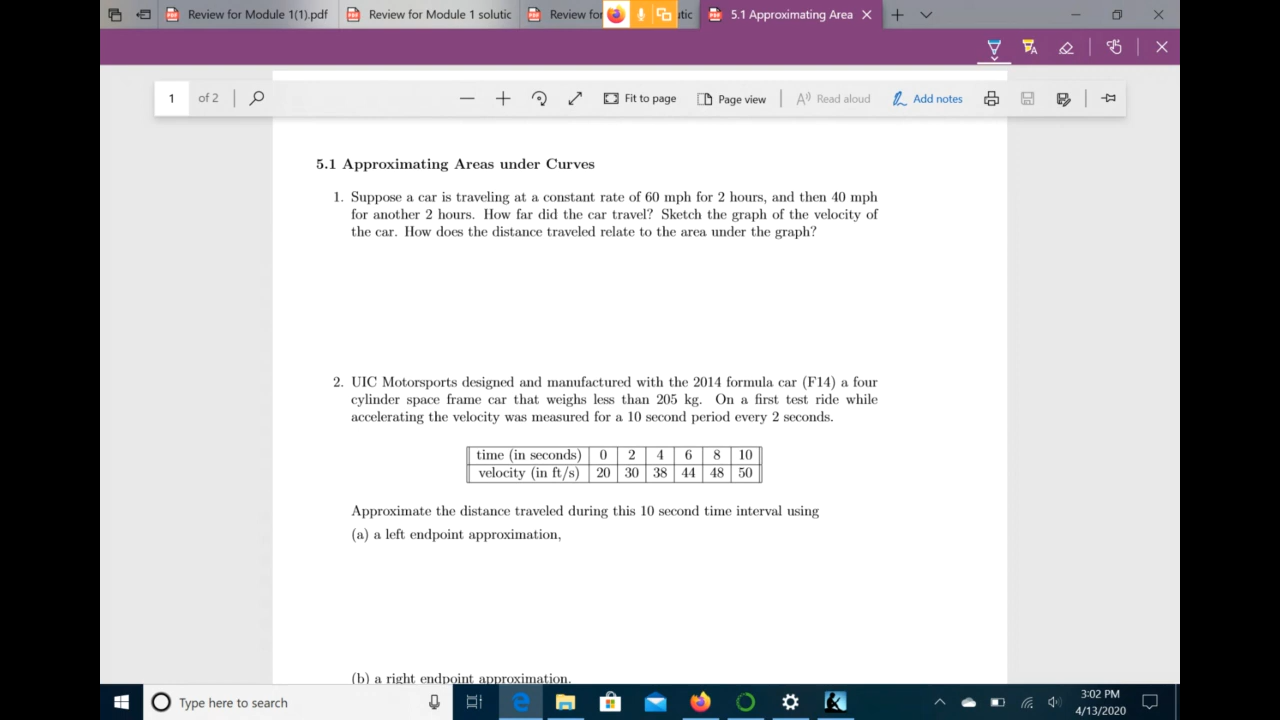 Review for Module 1(1).pdf
Review for Module 1 solutic
Review for
utic
5.1 Approximating Area
1
of 2
Fit to page
Page view
Read aloud
Add notes
5.1 Approximating Areas under Curves
1. Suppose a car is traveling at a constant rate of 60 mph for 2 hours, and then 40 mph
for another 2 hours. How far did the car travel? Sketch the graph of the velocity of
the car. How does the distance traveled relate to the area under the graph?
2. UIC Motorsports designed and manufactured with the 2014 formula car (F14) a four
cylinder space frame car that weighs less than 205 kg. On a first test ride while
accelerating the velocity was measured for a 10 second period every 2 seconds.
time (in seconds) 0 2 4 6 8 10
velocity (in ft/s) 20 30 38 44 48 50
Approximate the distance traveled during this 10 second time interval using
(a) a left endpoint approximation,
(b) a right endpoint approximation.
Type here to search
3:02 PM
4/13/2020